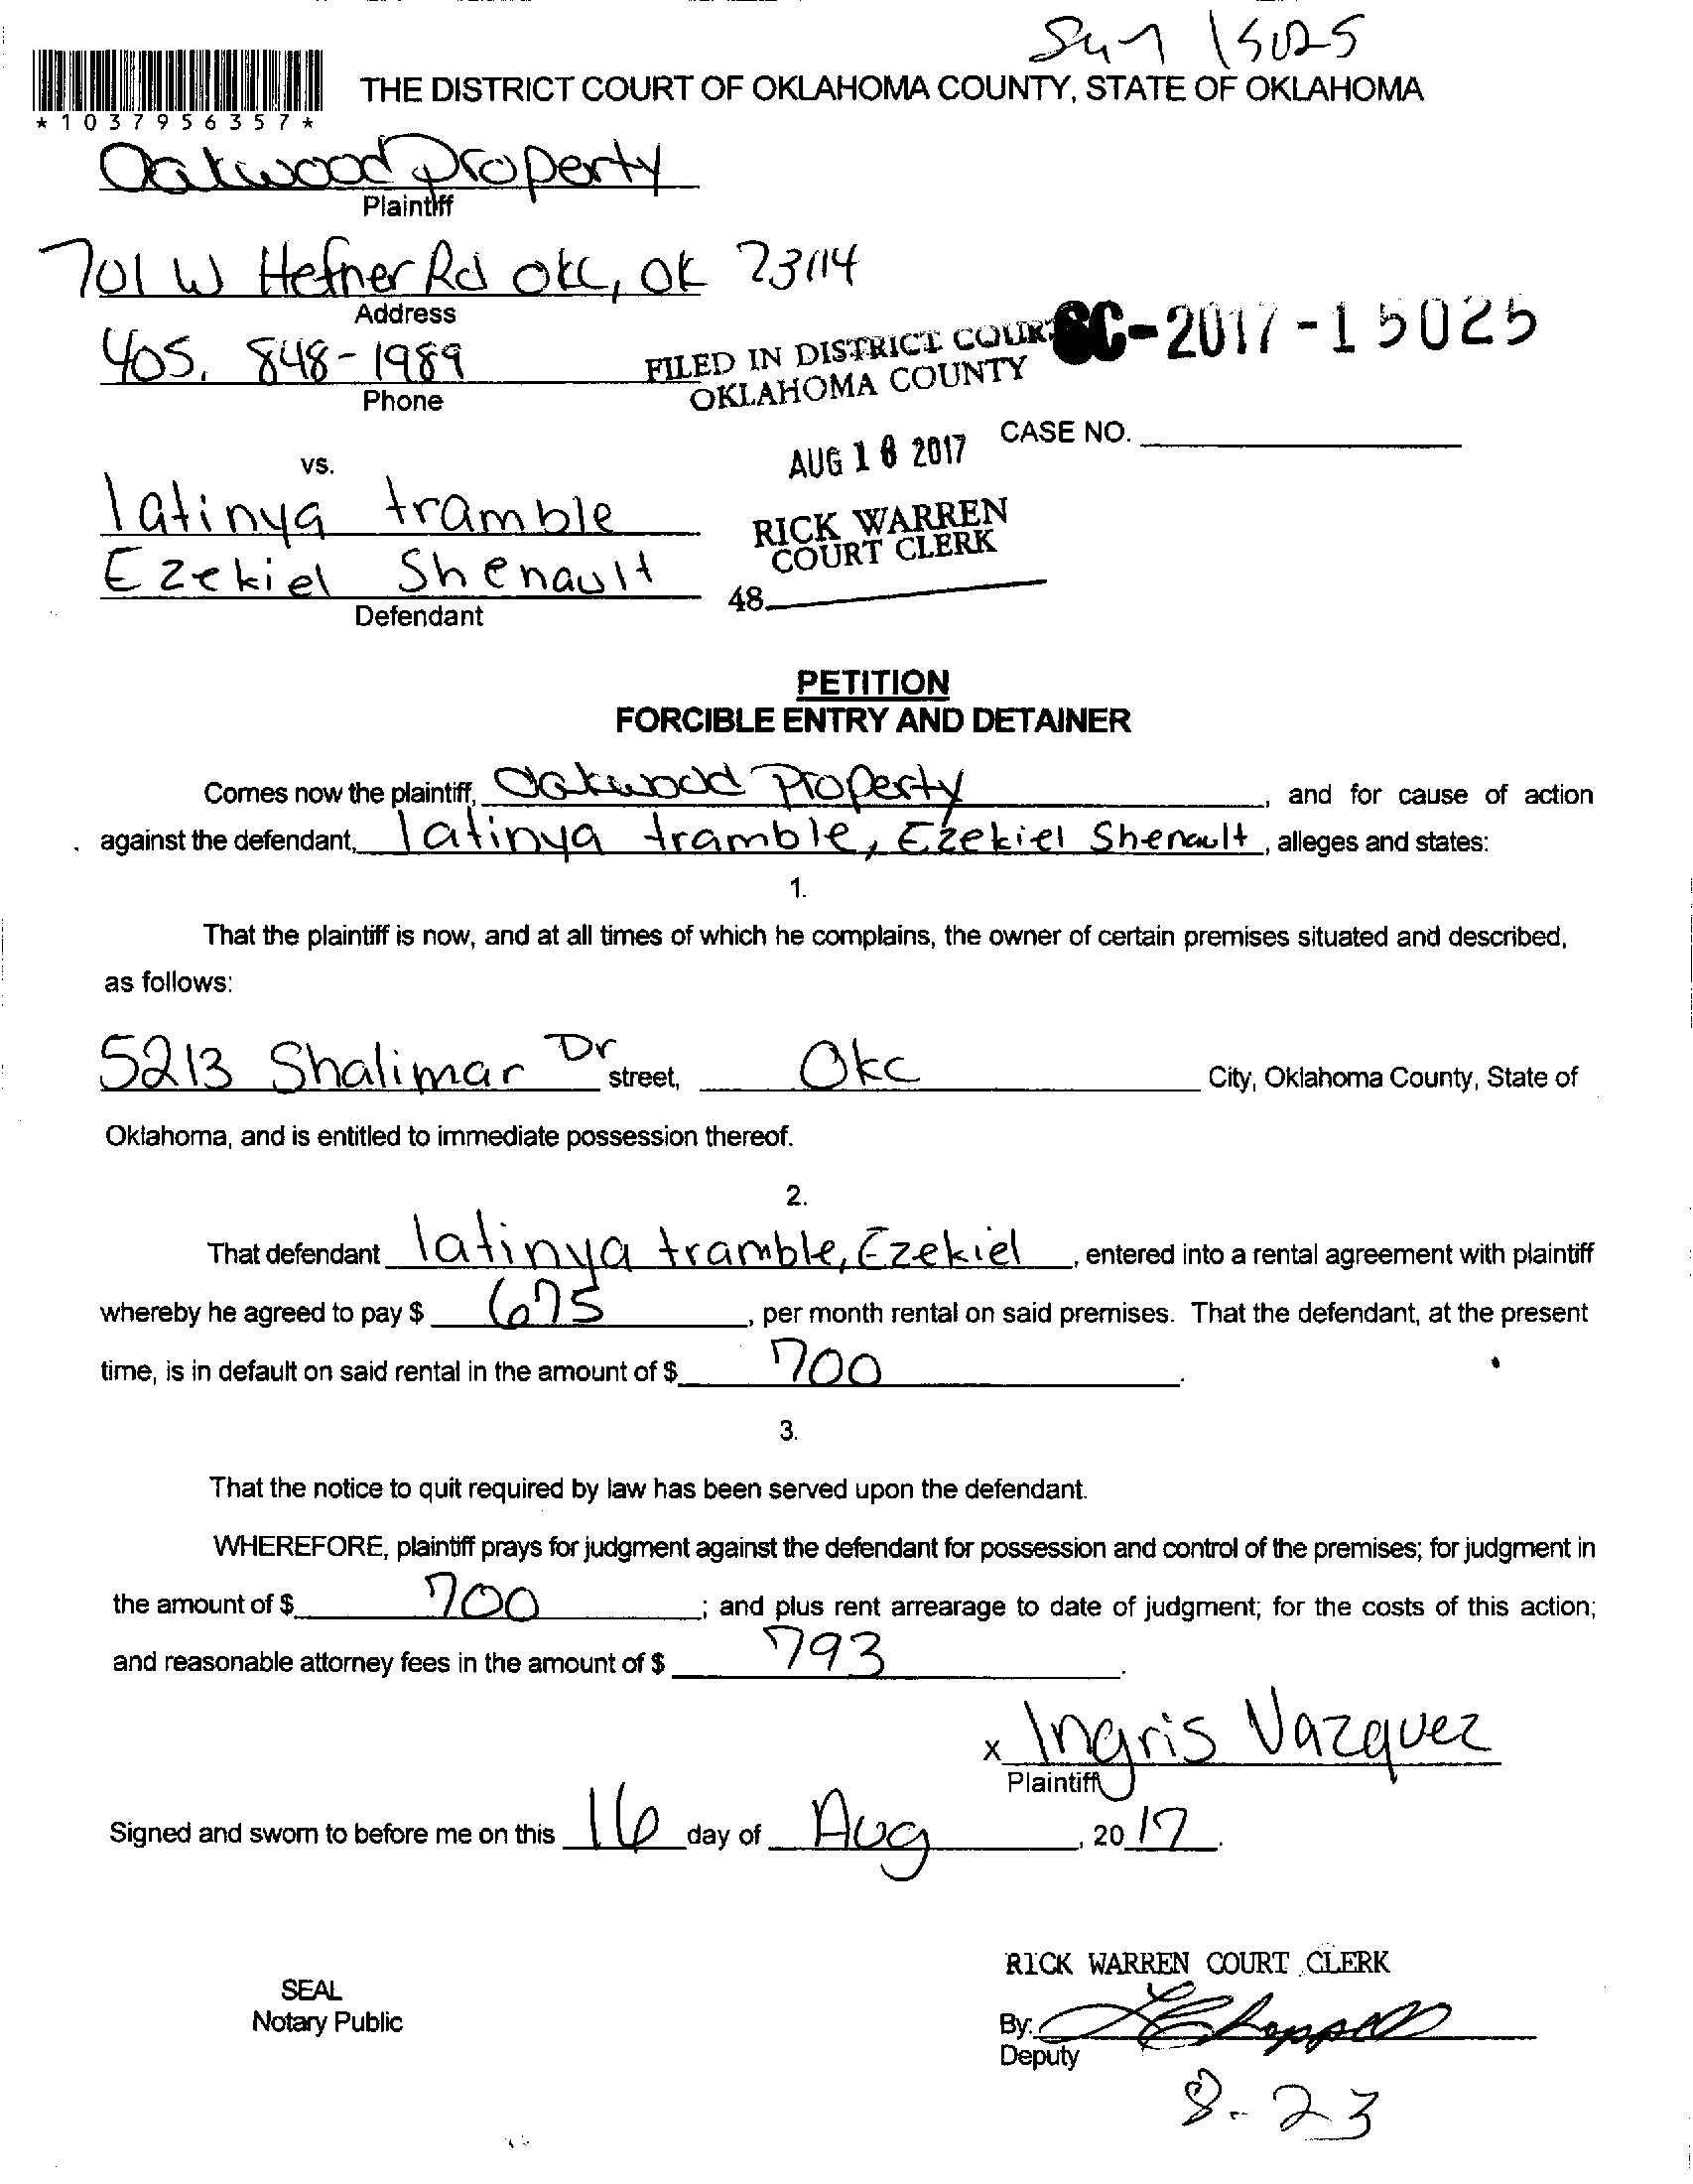 15025
THE DISTRICT COURT OF OKLAHOMA COUNTY, STATE OF OKLAHOMA
*1037956357*
Oakwood Property
Plaintiff
701 W Hefner Rd OKC, OK 73114
Address
405. 848-1989
Phone
FILED IN DISTRICT COURT
OKLAHOMA COUNTY
SC-2017-15025
AUG 16 2017
CASE NO.
vs.
latinya tramble
Ezekiel Shenault
Defendant
RICK WARREN
COURT CLERK
48
PETITION
FORCIBLE ENTRY AND DETAINER
Comes now the plaintiff, Oakwood Property, and for cause of action
against the defendant, latinya tramble, Ezekiel Shenault, alleges and states:
1.
That the plaintiff is now, and at all times of which he complains, the owner of certain premises situated and described,
as follows:
5213 Shalimar Dr street, Okc City, Oklahoma County, State of
Oklahoma, and is entitled to immediate possession thereof.
2.
That defendant latinya tramble, Ezekiel, entered into a rental agreement with plaintiff
whereby he agreed to pay $ 675, per month rental on said premises. That the defendant, at the present
time, is in default on said rental in the amount of $ 700.
3.
That the notice to quit required by law has been served upon the defendant.
WHEREFORE, plaintiff prays for judgment against the defendant for possession and control of the premises; for judgment in
the amount of $ 700; and plus rent arrearage to date of judgment; for the costs of this action;
and reasonable attorney fees in the amount of $ 793.
x Ingris Vazquez
Plaintiff
Signed and sworn to before me on this 16 day of Aug, 2017.
RICK WARREN COURT CLERK
SEAL
Notary Public
By:
Deputy
8-23